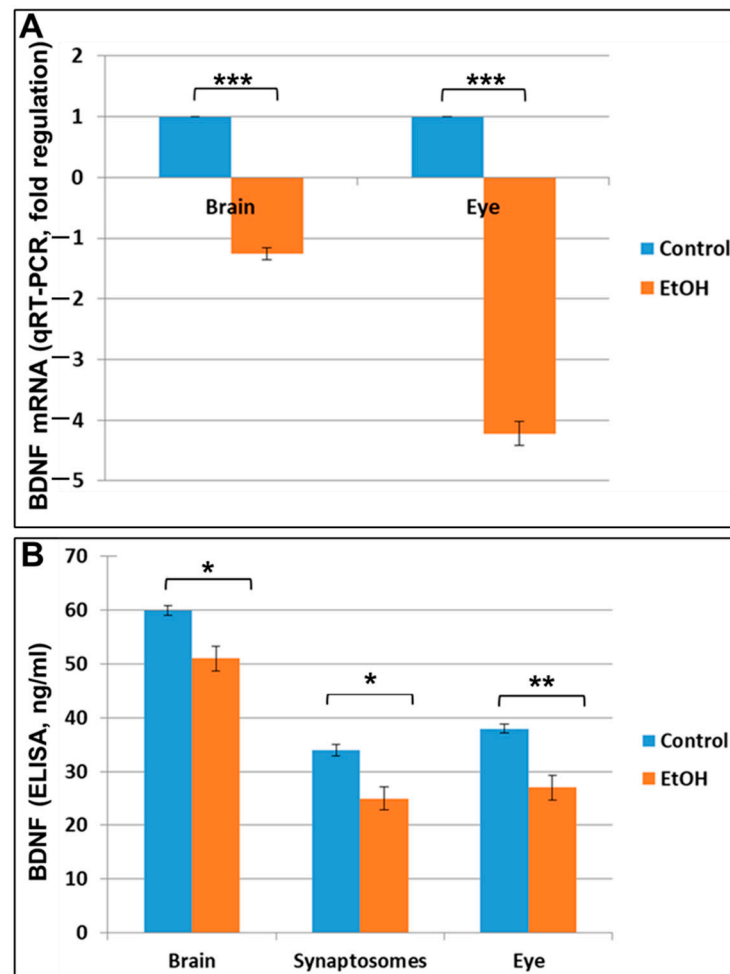 A
BDNF mRNA (qRT-PCR, fold regulation)
2
1
0
−1
−2
−3
−4
−5
***
***
Brain
Eye
Control
EtOH
B
BDNF (ELISA, ng/ml)
70
60
50
40
30
20
10
0
*
*
**
Brain
Synaptosomes
Eye
Control
EtOH